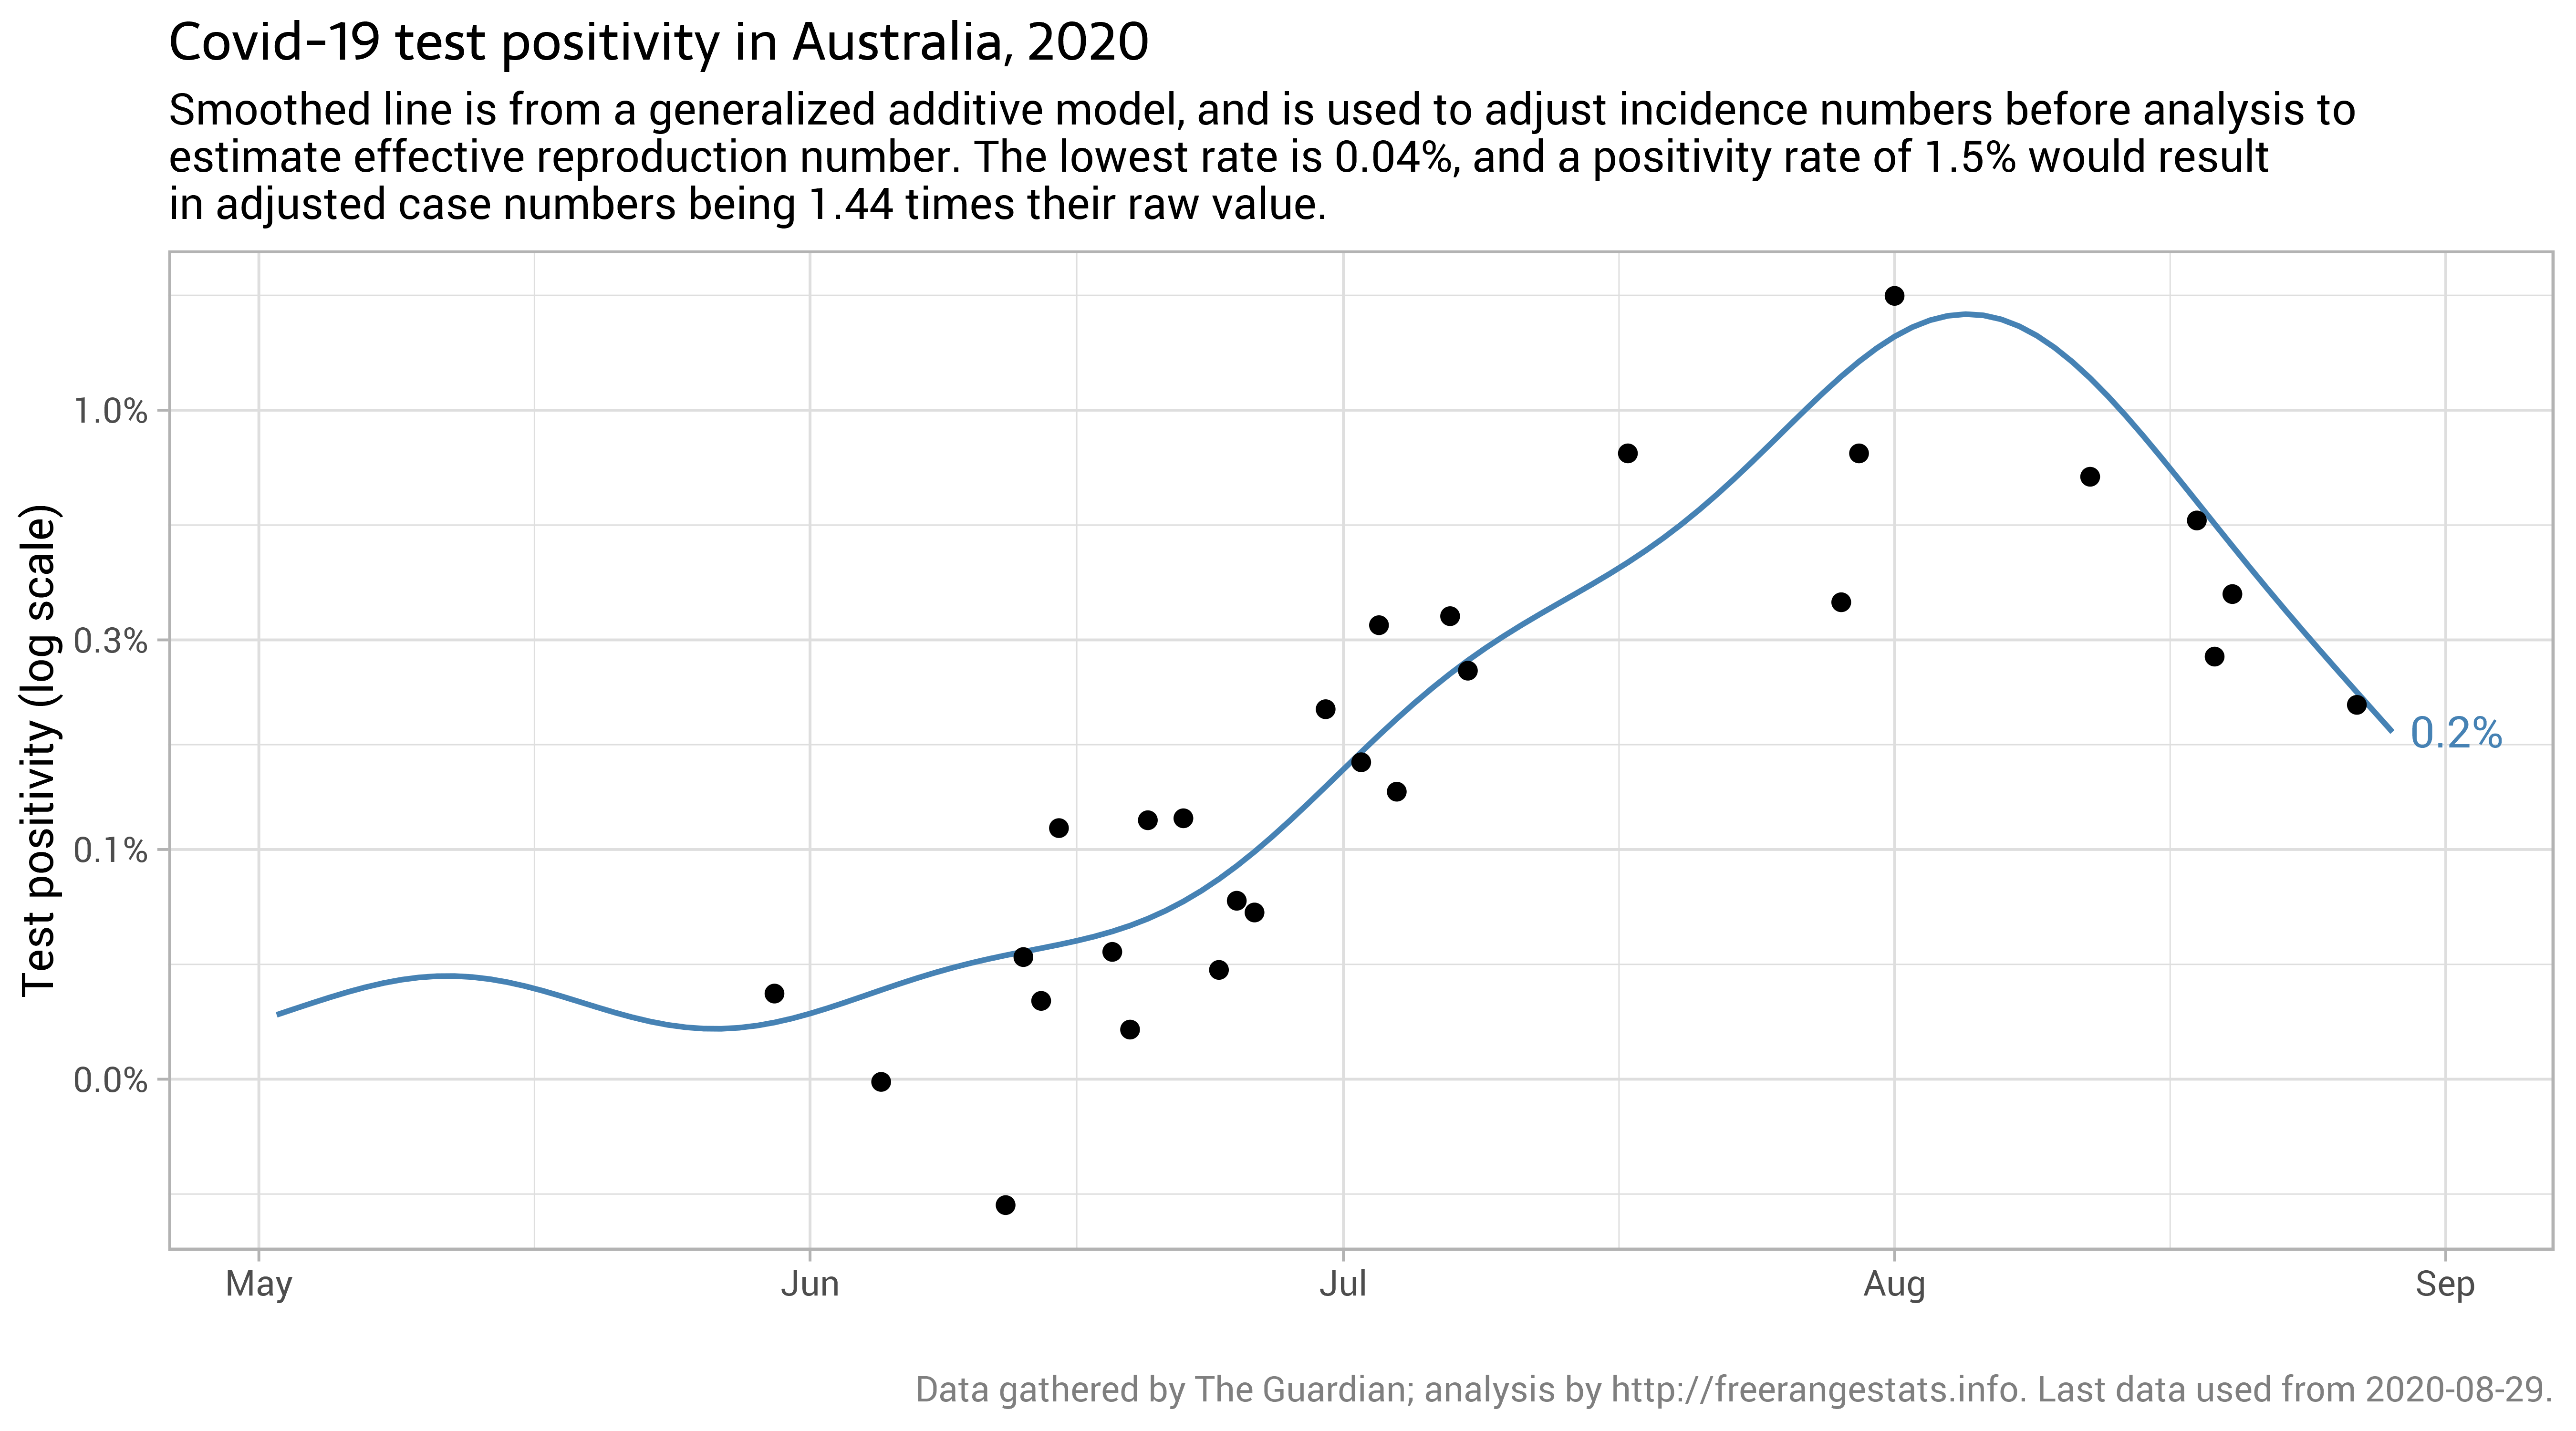 Covid-19 test positivity in Australia, 2020
Smoothed line is from a generalized additive model, and is used to adjust incidence numbers before analysis to
estimate effective reproduction number. The lowest rate is 0.04%, and a positivity rate of 1.5% would result
in adjusted case numbers being 1.44 times their raw value.
Test positivity (log scale)
1.0%
0.3%
0.1%
0.0%
0.2%
May
Jun
Jul
Aug
Sep
Data gathered by The Guardian; analysis by http://freerangestats.info. Last data used from 2020-08-29.